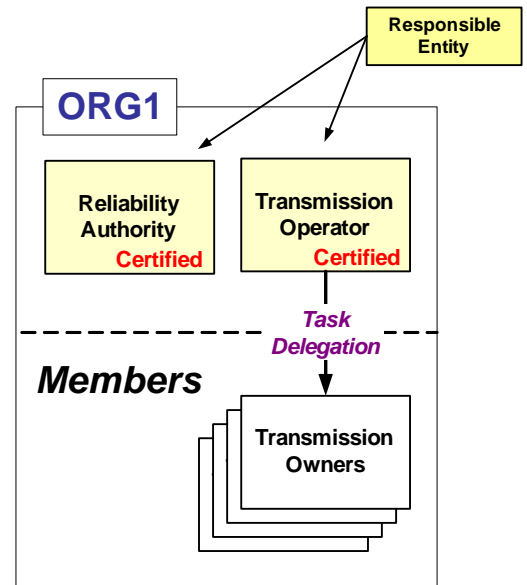 Responsible
Entity
ORG1
Reliability
Authority
Certified
Transmission
Operator
Certified
Task
Delegation
Members
Transmission
Owners